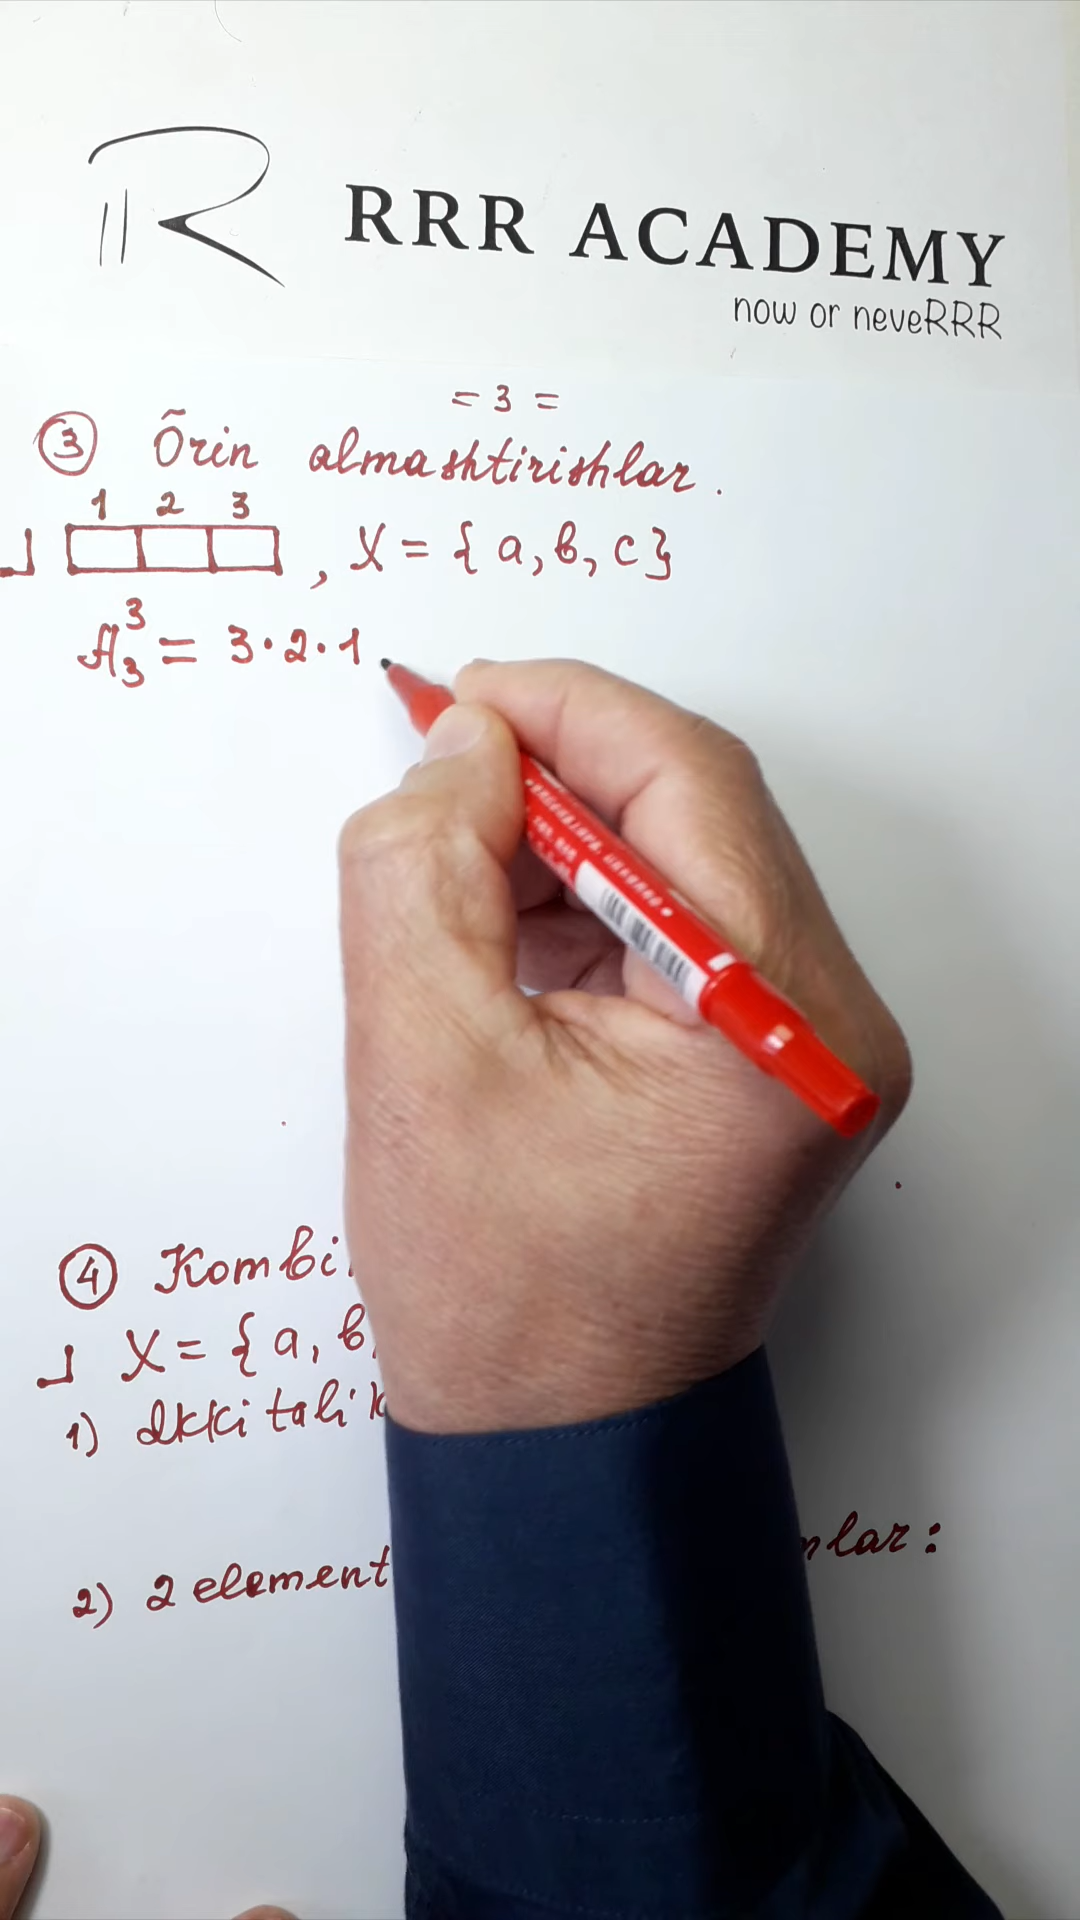 RRR ACADEMY
now or neveRRR
= 3 =
③ Õrin almashtirishlar.
1 2 3
, X = {a, b, c}
A₃³ = 3·2·1
④ Kombi
X = {a, b,
1) Ikki tali k
2) 2 element
mlar: